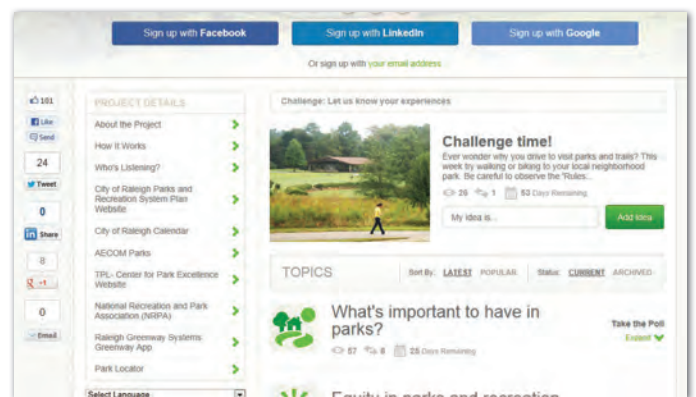 Sign up with Facebook
Sign up with LinkedIn
Sign up with Google
Or sign up with your email address
101
Like
Send
24
Tweet
0
in Share
8
+1
0
Email
PROJECT DETAILS
About the Project
How It Works
Who's Listening?
City of Raleigh Parks and
Recreation System Plan
Website
City of Raleigh Calendar
AECOM Parks
TPL- Center for Park Excellence
Website
National Recreation and Park
Association (NRPA)
Raleigh Greenway Systems
Greenway App
Park Locator
Select Language
Challenge: Let us know your experiences
Challenge time!
Ever wonder why you drive to visit parks and trails? This
week try walking or biking to your local neighborhood
park. Be careful to observe the 'Rules...
26 1 53 Days Remaining
My idea is...
Add Idea
TOPICS
Sort By: LATEST POPULAR
Status: CURRENT ARCHIVED
What's important to have in
parks?
57 6 25 Days Remaining
Take the Poll
Expand
Equity in parks and recreation